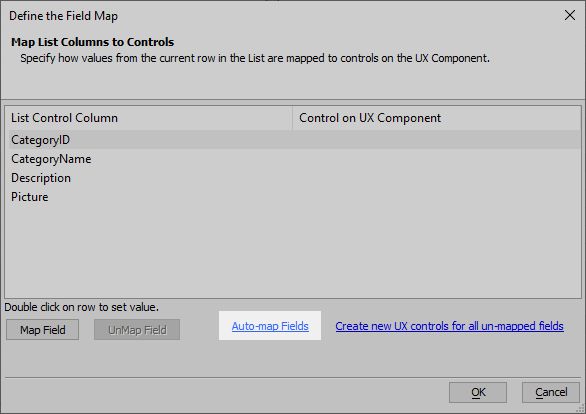 Define the Field Map
Map List Columns to Controls
Specify how values from the current row in the List are mapped to controls on the UX Component.
List Control Column Control on UX Component
CategoryID
CategoryName
Description
Picture
Double click on row to set value.
Map Field UnMap Field Auto-map Fields Create new UX controls for all un-mapped fields
OK Cancel